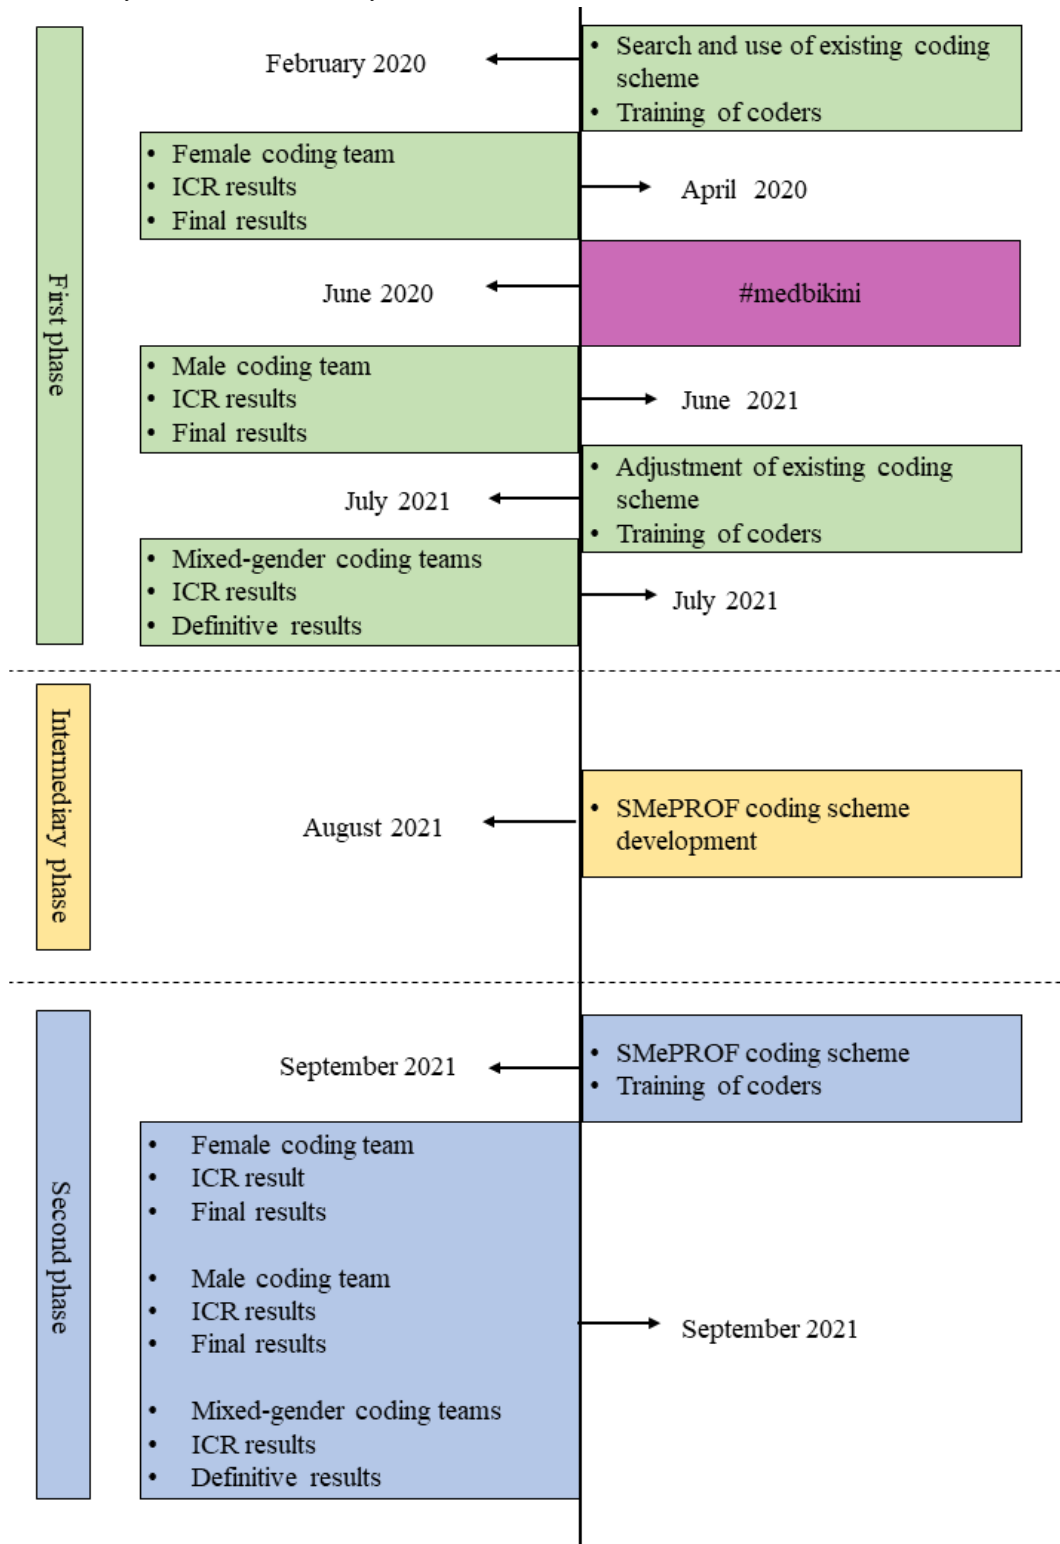 First phase
February 2020
• Search and use of existing coding
scheme
• Training of coders
• Female coding team
• ICR results
• Final results
April 2020
June 2020
#medbikini
• Male coding team
• ICR results
• Final results
June 2021
July 2021
• Adjustment of existing coding
scheme
• Training of coders
• Mixed-gender coding teams
• ICR results
• Definitive results
July 2021
Intermediary phase
August 2021
• SMePROF coding scheme
development
Second phase
September 2021
• SMePROF coding scheme
• Training of coders
• Female coding team
• ICR result
• Final results
• Male coding team
• ICR results
• Final results
• Mixed-gender coding teams
• ICR results
• Definitive results
September 2021